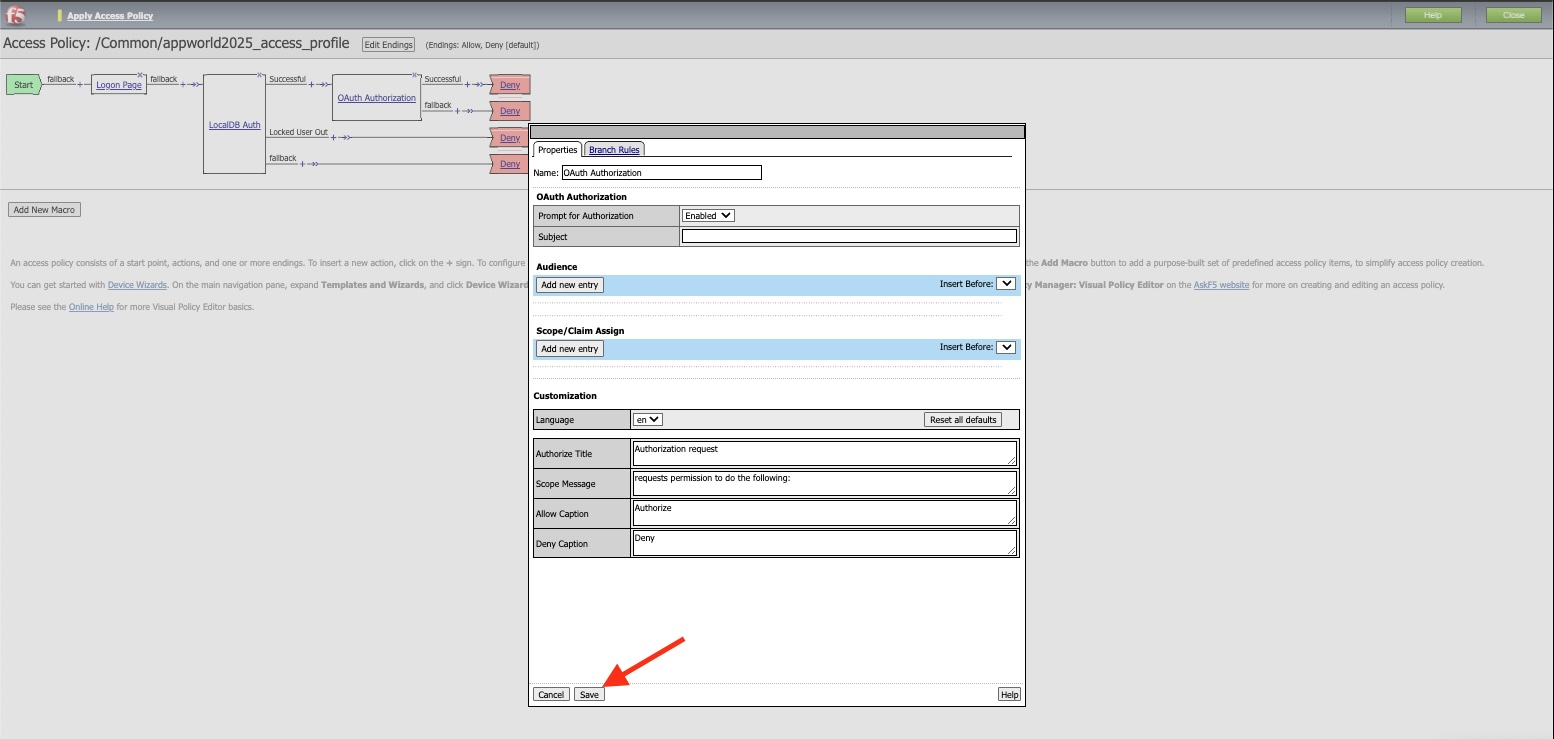 f5
Apply Access Policy
Help
Close
Access Policy: /Common/appworld2025_access_profile
Edit Endings
(Endings: Allow, Deny [default])
Start
fallback
+
Logon Page
fallback
+
LocalDB Auth
Successful
+
OAuth Authorization
Successful
+
Deny
fallback
+
Deny
Locked User Out
+
Deny
fallback
+
Deny
Add New Macro
An access policy consists of a start point, actions, and one or more endings. To insert a new action, click on the + sign. To configure
the Add Macro button to add a purpose-built set of predefined access policy items, to simplify access policy creation.
You can get started with Device Wizards. On the main navigation pane, expand Templates and Wizards, and click Device Wizard
y Manager: Visual Policy Editor on the AskF5 website for more on creating and editing an access policy.
Please see the Online Help for more Visual Policy Editor basics.
Properties
Branch Rules
Name: OAuth Authorization
OAuth Authorization
Prompt for Authorization Enabled
Subject
Audience
Add new entry Insert Before:
Scope/Claim Assign
Add new entry Insert Before:
Customization
Language en Reset all defaults
Authorize Title Authorization request
Scope Message requests permission to do the following:
Allow Caption Authorize
Deny Caption Deny
Cancel Save Help